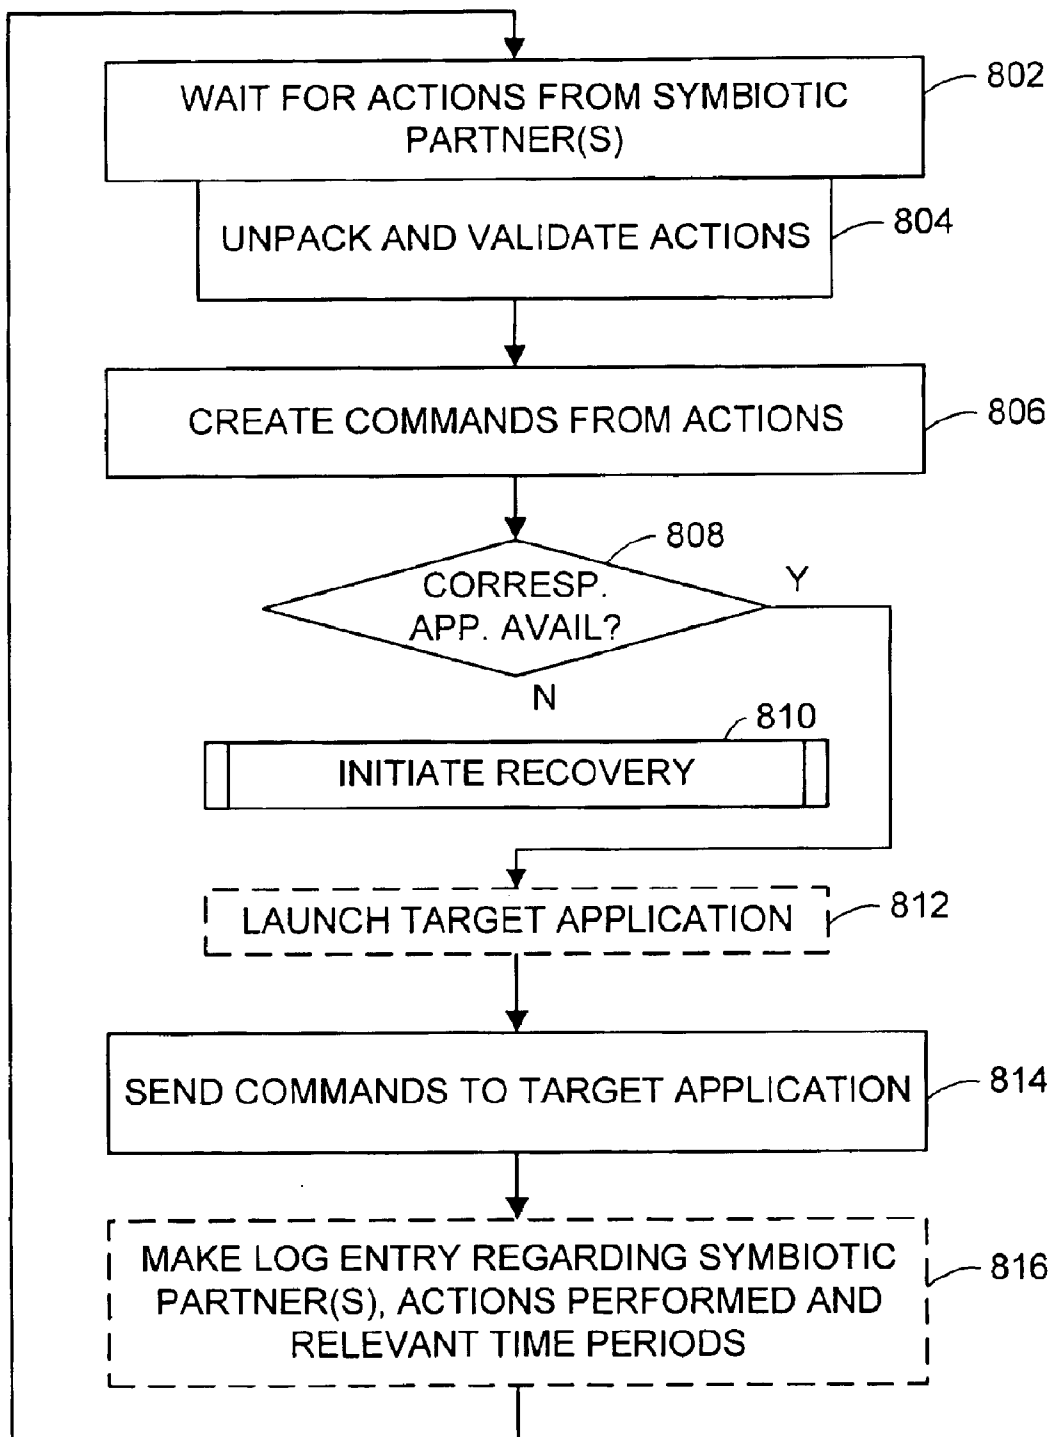 802
WAIT FOR ACTIONS FROM SYMBIOTIC
PARTNER(S)
UNPACK AND VALIDATE ACTIONS
804
CREATE COMMANDS FROM ACTIONS
806
808
CORRESP.
APP. AVAIL?
Y
N
810
INITIATE RECOVERY
LAUNCH TARGET APPLICATION
812
SEND COMMANDS TO TARGET APPLICATION
814
MAKE LOG ENTRY REGARDING SYMBIOTIC
PARTNER(S), ACTIONS PERFORMED AND
RELEVANT TIME PERIODS
816